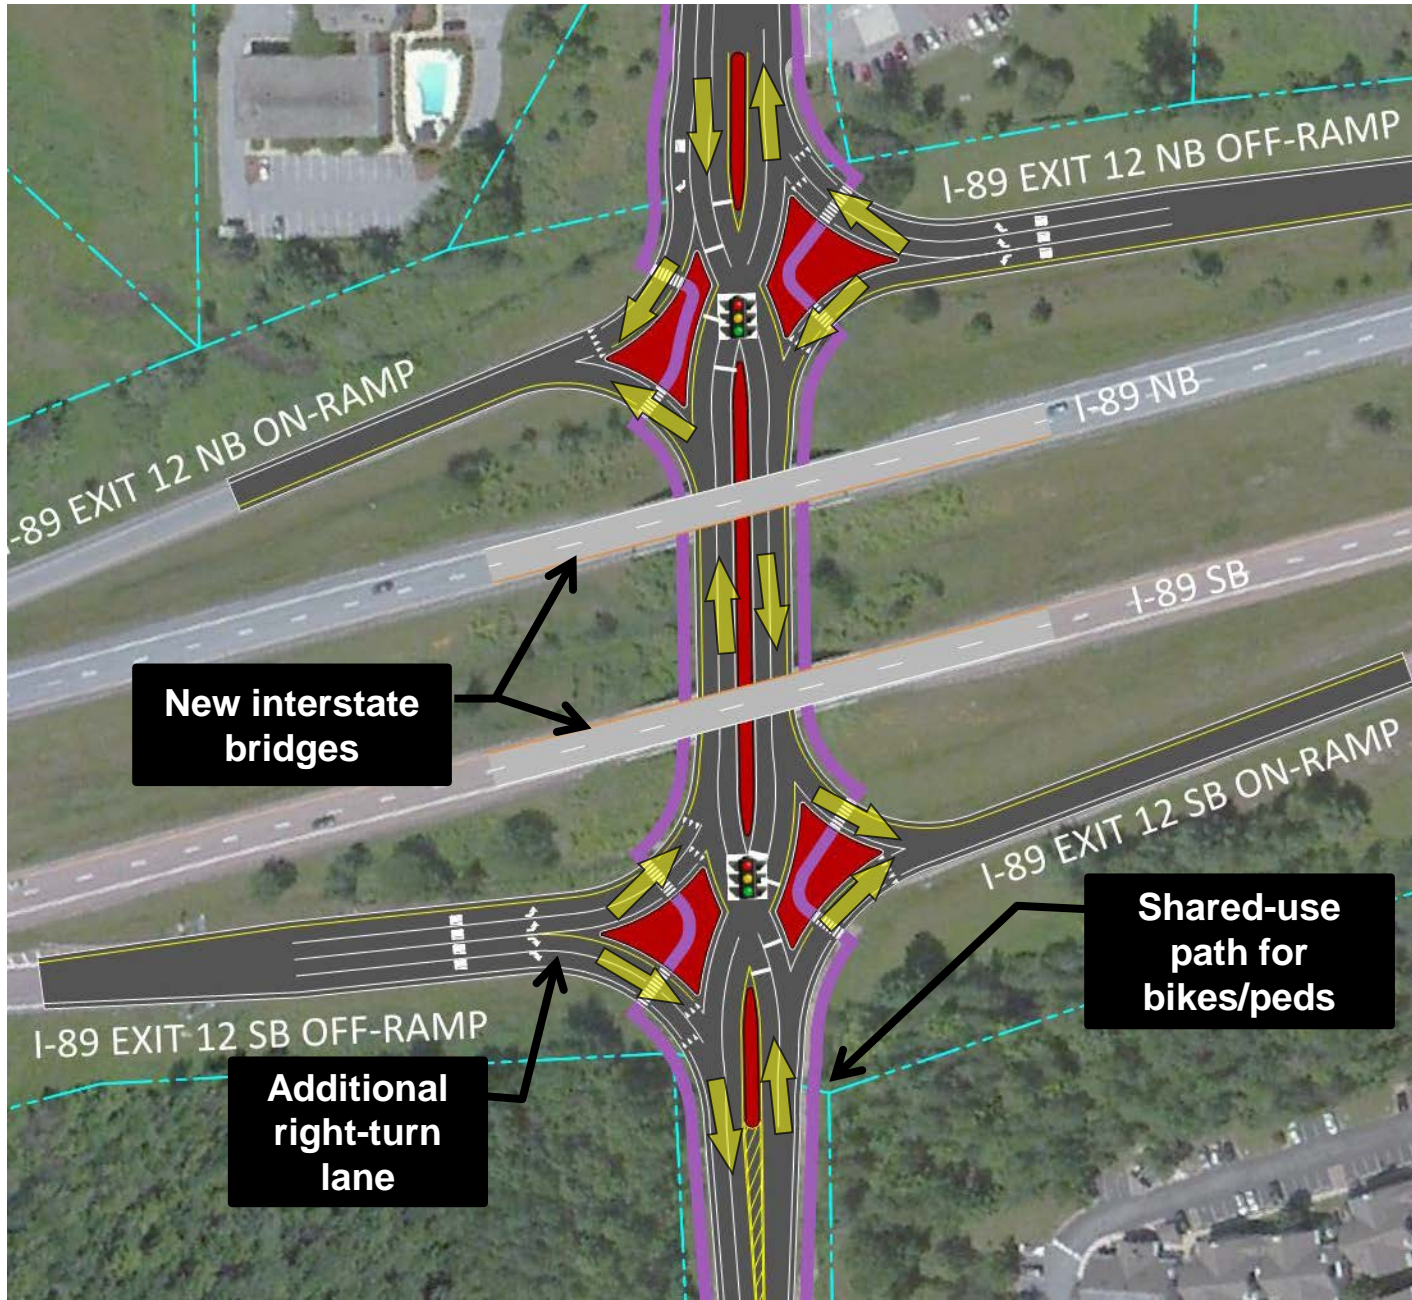 I-89 EXIT 12 NB OFF-RAMP
I-89 EXIT 12 NB ON-RAMP
I-89 NB
I-89 SB
New interstate
bridges
I-89 EXIT 12 SB ON-RAMP
Shared-use
path for
bikes/peds
I-89 EXIT 12 SB OFF-RAMP
Additional
right-turn
lane